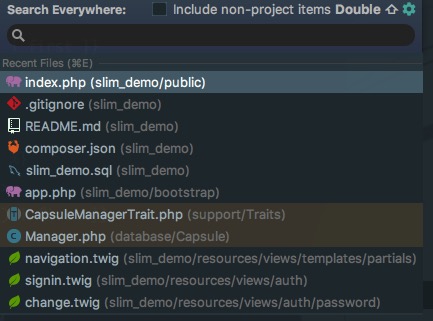 Search Everywhere: Include non-project items Double ⇧
Recent Files (⌘E)
index.php (slim_demo/public)
.gitignore (slim_demo)
README.md (slim_demo)
composer.json (slim_demo)
slim_demo.sql (slim_demo)
app.php (slim_demo/bootstrap)
CapsuleManagerTrait.php (support/Traits)
Manager.php (database/Capsule)
navigation.twig (slim_demo/resources/views/templates/partials)
signin.twig (slim_demo/resources/views/auth)
change.twig (slim_demo/resources/views/auth/password)